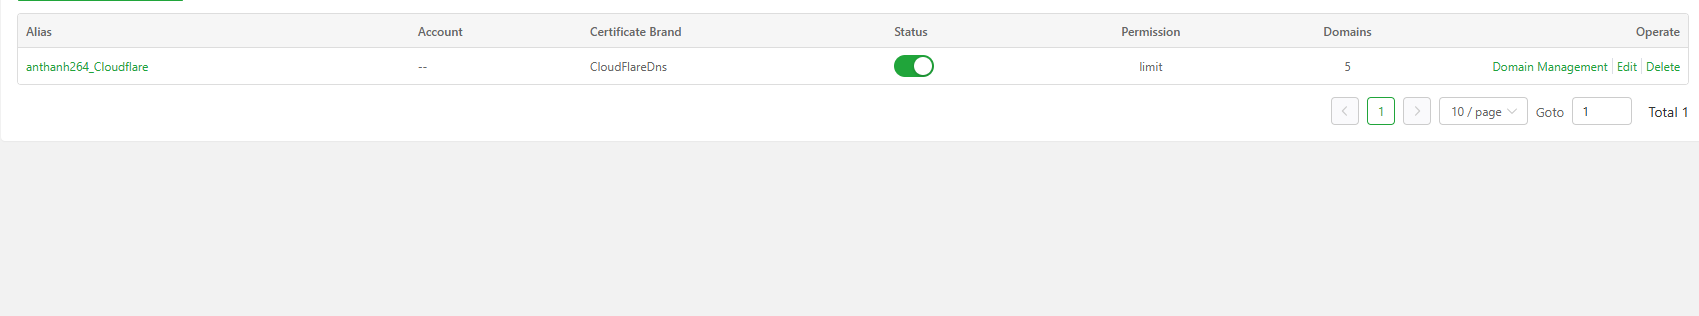 Alias Account Certificate Brand Status Permission Domains Operate
anthanh264_Cloudflare -- CloudFlareDns limit 5 Domain Management Edit Delete
1 10 / page Goto 1 Total 1